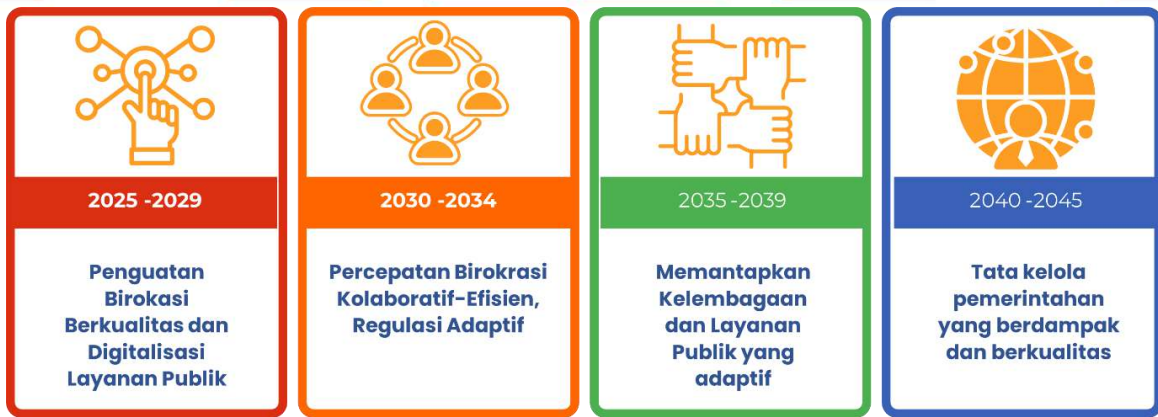 2025 -2029
Penguatan
Birokasi
Berkualitas dan
Digitalisasi
Layanan Publik
2030 -2034
Percepatan Birokrasi
Kolaboratif-Efisien,
Regulasi Adaptif
2035 -2039
Memantapkan
Kelembagaan
dan Layanan
Publik yang
adaptif
2040 -2045
Tata kelola
pemerintahan
yang berdampak
dan berkualitas